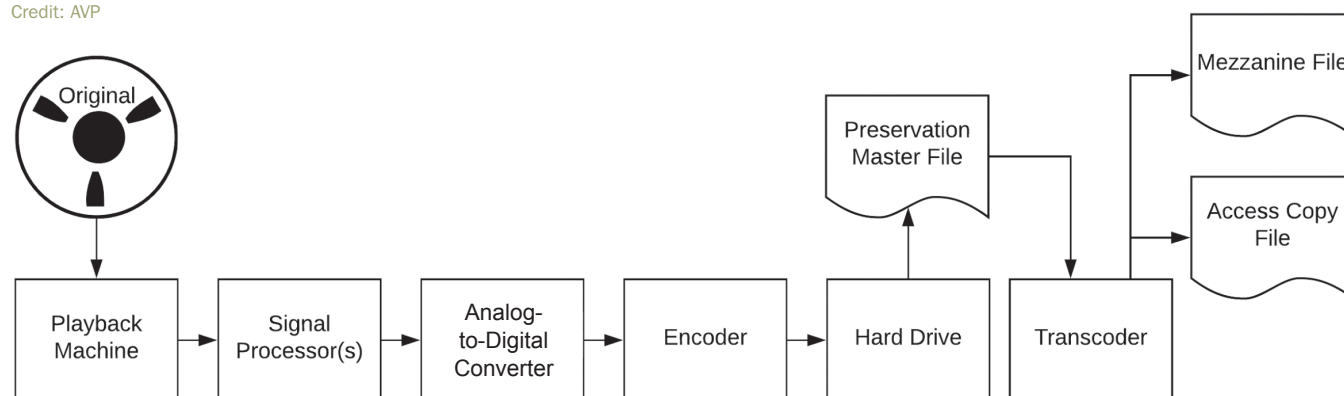 Credit: AVP
Original
Preservation
Master File
Mezzanine File
Access Copy
File
Playback
Machine
Signal
Processor(s)
Analog-
to-Digital
Converter
Encoder
Hard Drive
Transcoder